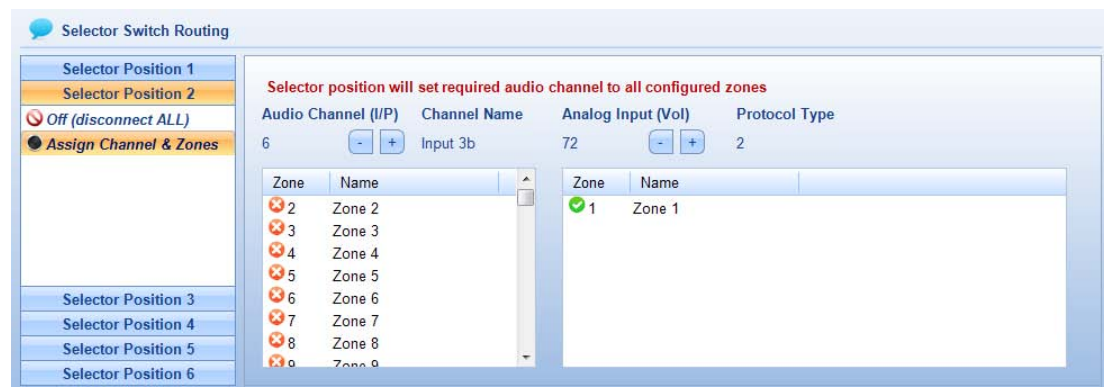 Selector Switch Routing
Selector Position 1
Selector Position 2
Off (disconnect ALL)
Assign Channel & Zones
Selector Position 3
Selector Position 4
Selector Position 5
Selector Position 6
Selector position will set required audio channel to all configured zones
Audio Channel (I/P) Channel Name Analog Input (Vol) Protocol Type
6 - + Input 3b 72 - + 2
Zone Name
2 Zone 2
3 Zone 3
4 Zone 4
5 Zone 5
6 Zone 6
7 Zone 7
8 Zone 8
9 Zone 9
Zone Name
1 Zone 1